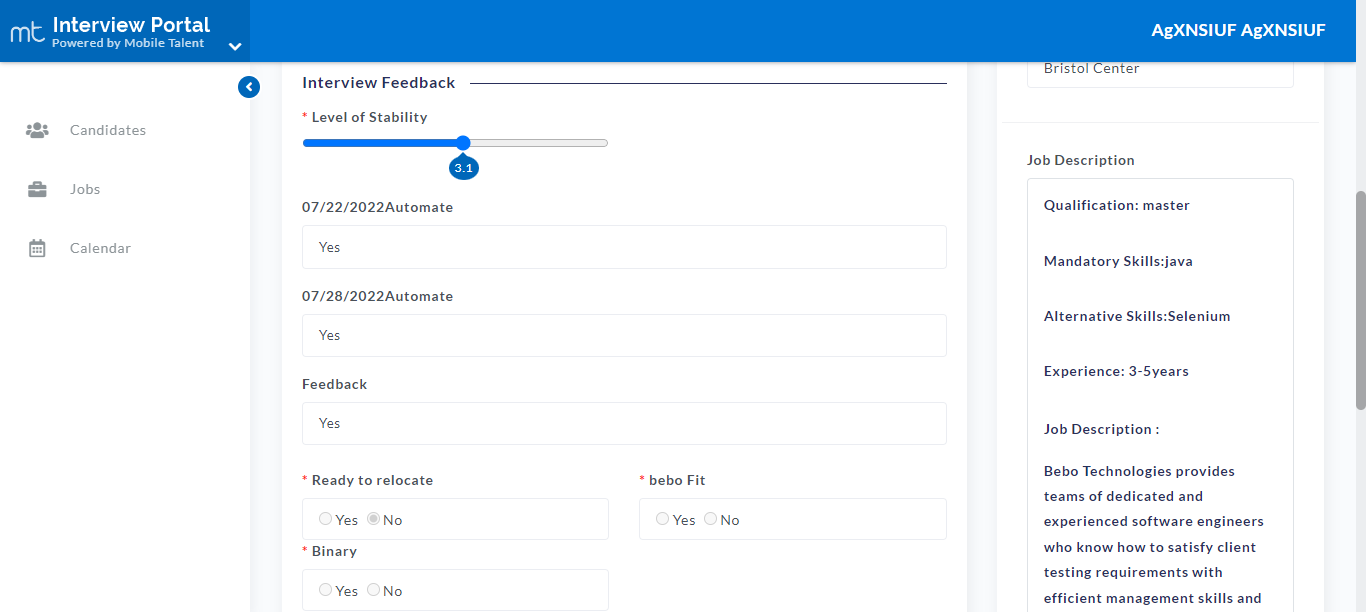 mt Interview Portal
Powered by Mobile Talent
AgXNSIUF AgXNSIUF
Candidates
Jobs
Calendar
Interview Feedback
* Level of Stability
3.1
07/22/2022Automate
Yes
07/28/2022Automate
Yes
Feedback
Yes
* Ready to relocate
Yes No
* bebo Fit
Yes No
* Binary
Yes No
Bristol Center
Job Description
Qualification: master
Mandatory Skills:java
Alternative Skills:Selenium
Experience: 3-5years
Job Description :
Bebo Technologies provides
teams of dedicated and
experienced software engineers
who know how to satisfy client
testing requirements with
efficient management skills and